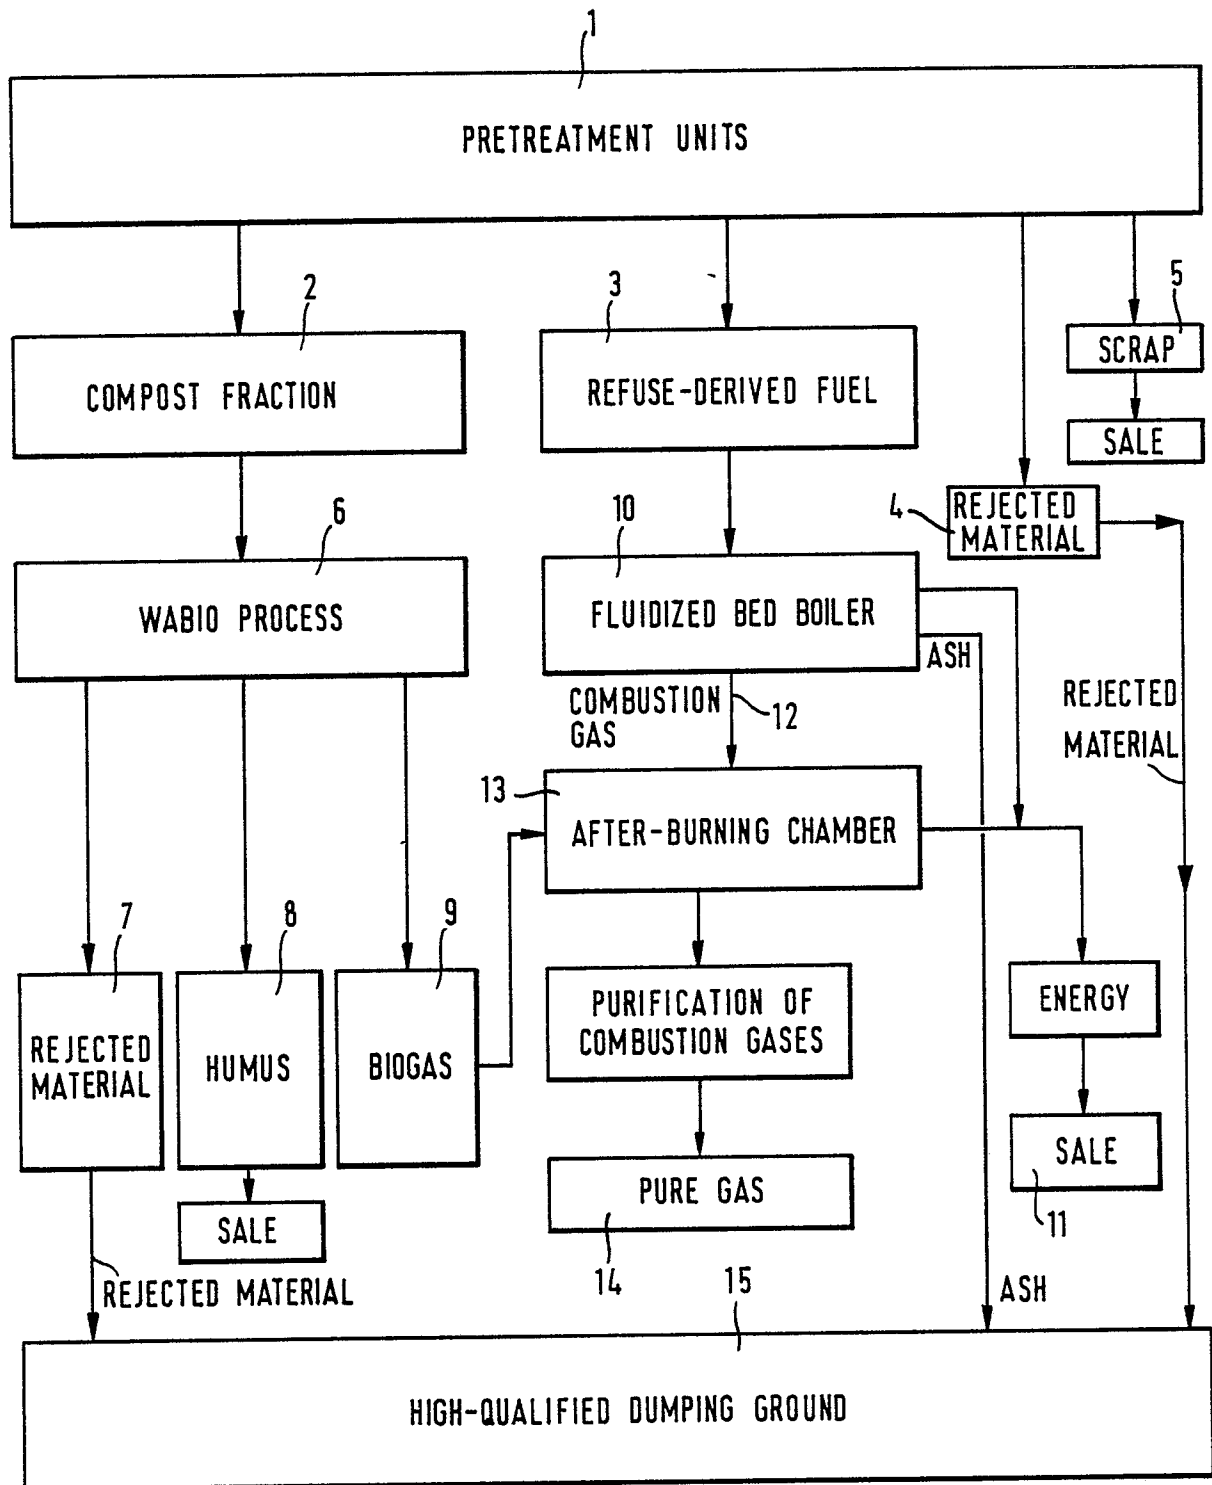 1
PRETREATMENT UNITS
2
3
5
COMPOST FRACTION
REFUSE-DERIVED FUEL
SCRAP
SALE
6
10
4
REJECTED
MATERIAL
WABIO PROCESS
FLUIDIZED BED BOILER
ASH
COMBUSTION
GAS
12
REJECTED
MATERIAL
13
AFTER-BURNING CHAMBER
7
8
9
REJECTED
MATERIAL
HUMUS
BIOGAS
PURIFICATION OF
COMBUSTION GASES
ENERGY
SALE
PURE GAS
SALE
11
14
REJECTED MATERIAL
15
ASH
HIGH-QUALIFIED DUMPING GROUND